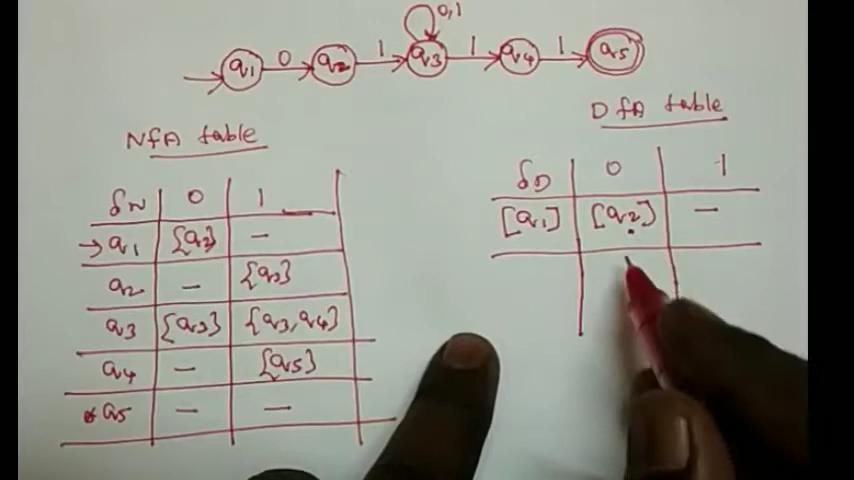 0,1
q1 0 q2 1 q3 1 q4 1 q5
DfA table
NfA table
δD 0 1
[q1] [q2] -
δN 0 1
→q1 {q2} -
q2 - {q3}
q3 {q3} {q3,q4}
q4 - {q5}
*q5 - -